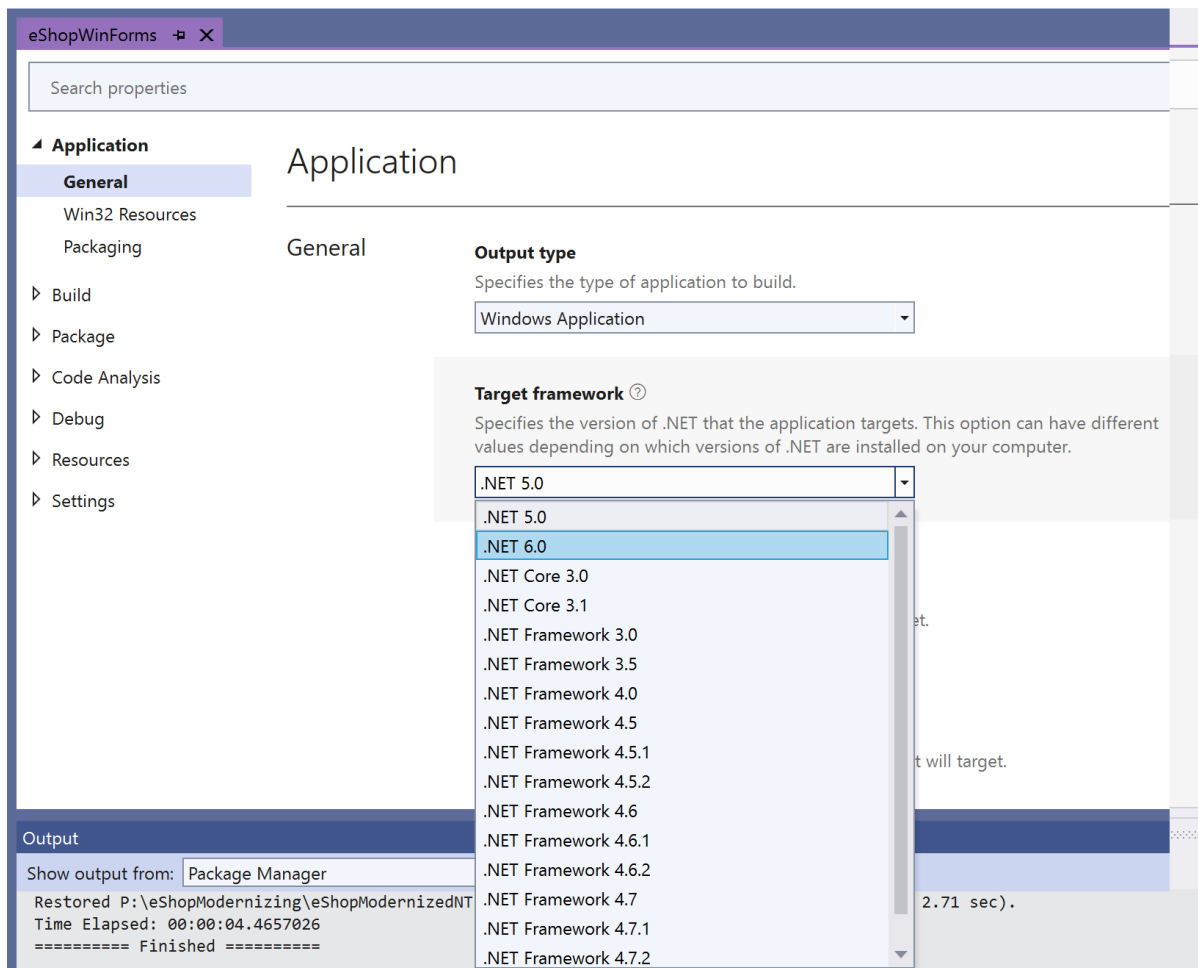 eShopWinForms
Search properties
Application
General
Win32 Resources
Packaging
Build
Package
Code Analysis
Debug
Resources
Settings
Application
General
Output type
Specifies the type of application to build.
Windows Application
Target framework
Specifies the version of .NET that the application targets. This option can have different
values depending on which versions of .NET are installed on your computer.
.NET 5.0
.NET 5.0
.NET 6.0
.NET Core 3.0
.NET Core 3.1
.NET Framework 3.0
.NET Framework 3.5
.NET Framework 4.0
.NET Framework 4.5
.NET Framework 4.5.1
.NET Framework 4.5.2
.NET Framework 4.6
.NET Framework 4.6.1
.NET Framework 4.6.2
.NET Framework 4.7
.NET Framework 4.7.1
.NET Framework 4.7.2
t will target.
Output
Show output from: Package Manager
Restored P:\eShopModernizing\eShopModernizedNT 2.71 sec).
Time Elapsed: 00:00:04.4657026
========== Finished ==========